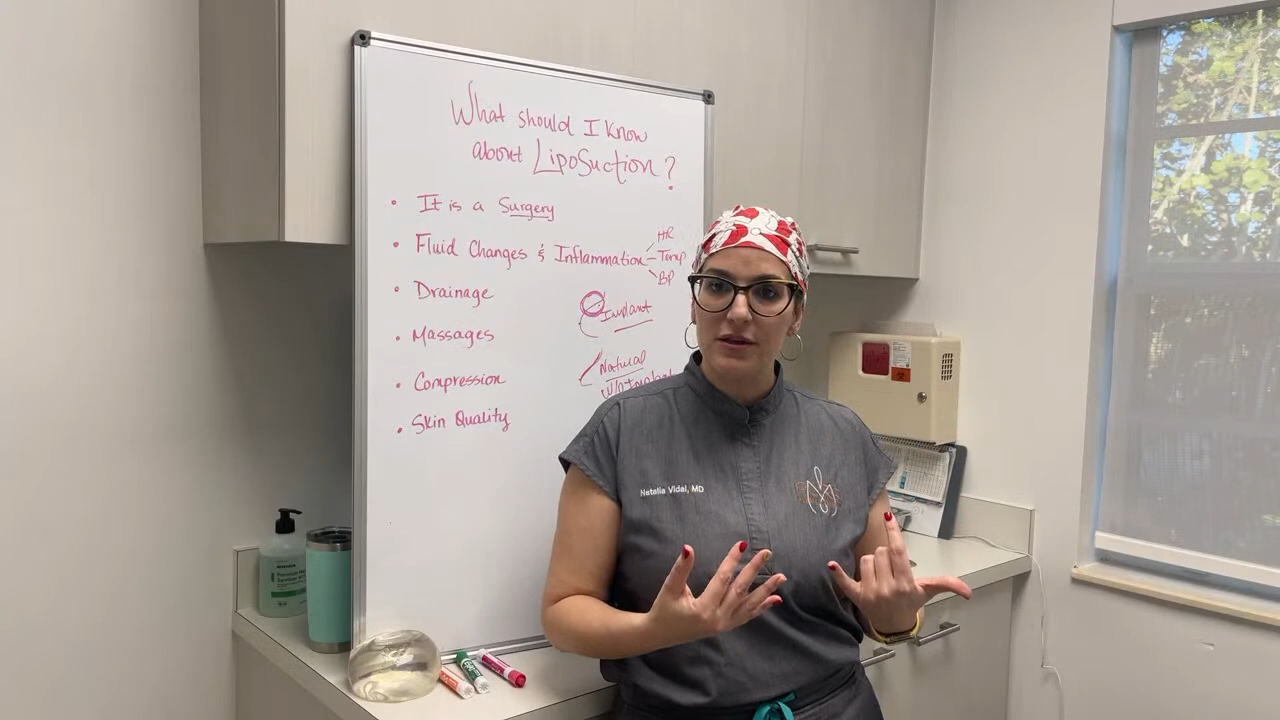 What should I Know
about LipoSuction?
• It is a Surgery
• Fluid Changes & Inflammation
HR
Temp
BP
• Drainage
Implant
• Massages
Natural
• Compression
• Skin Quality
Natalia Vidal, MD